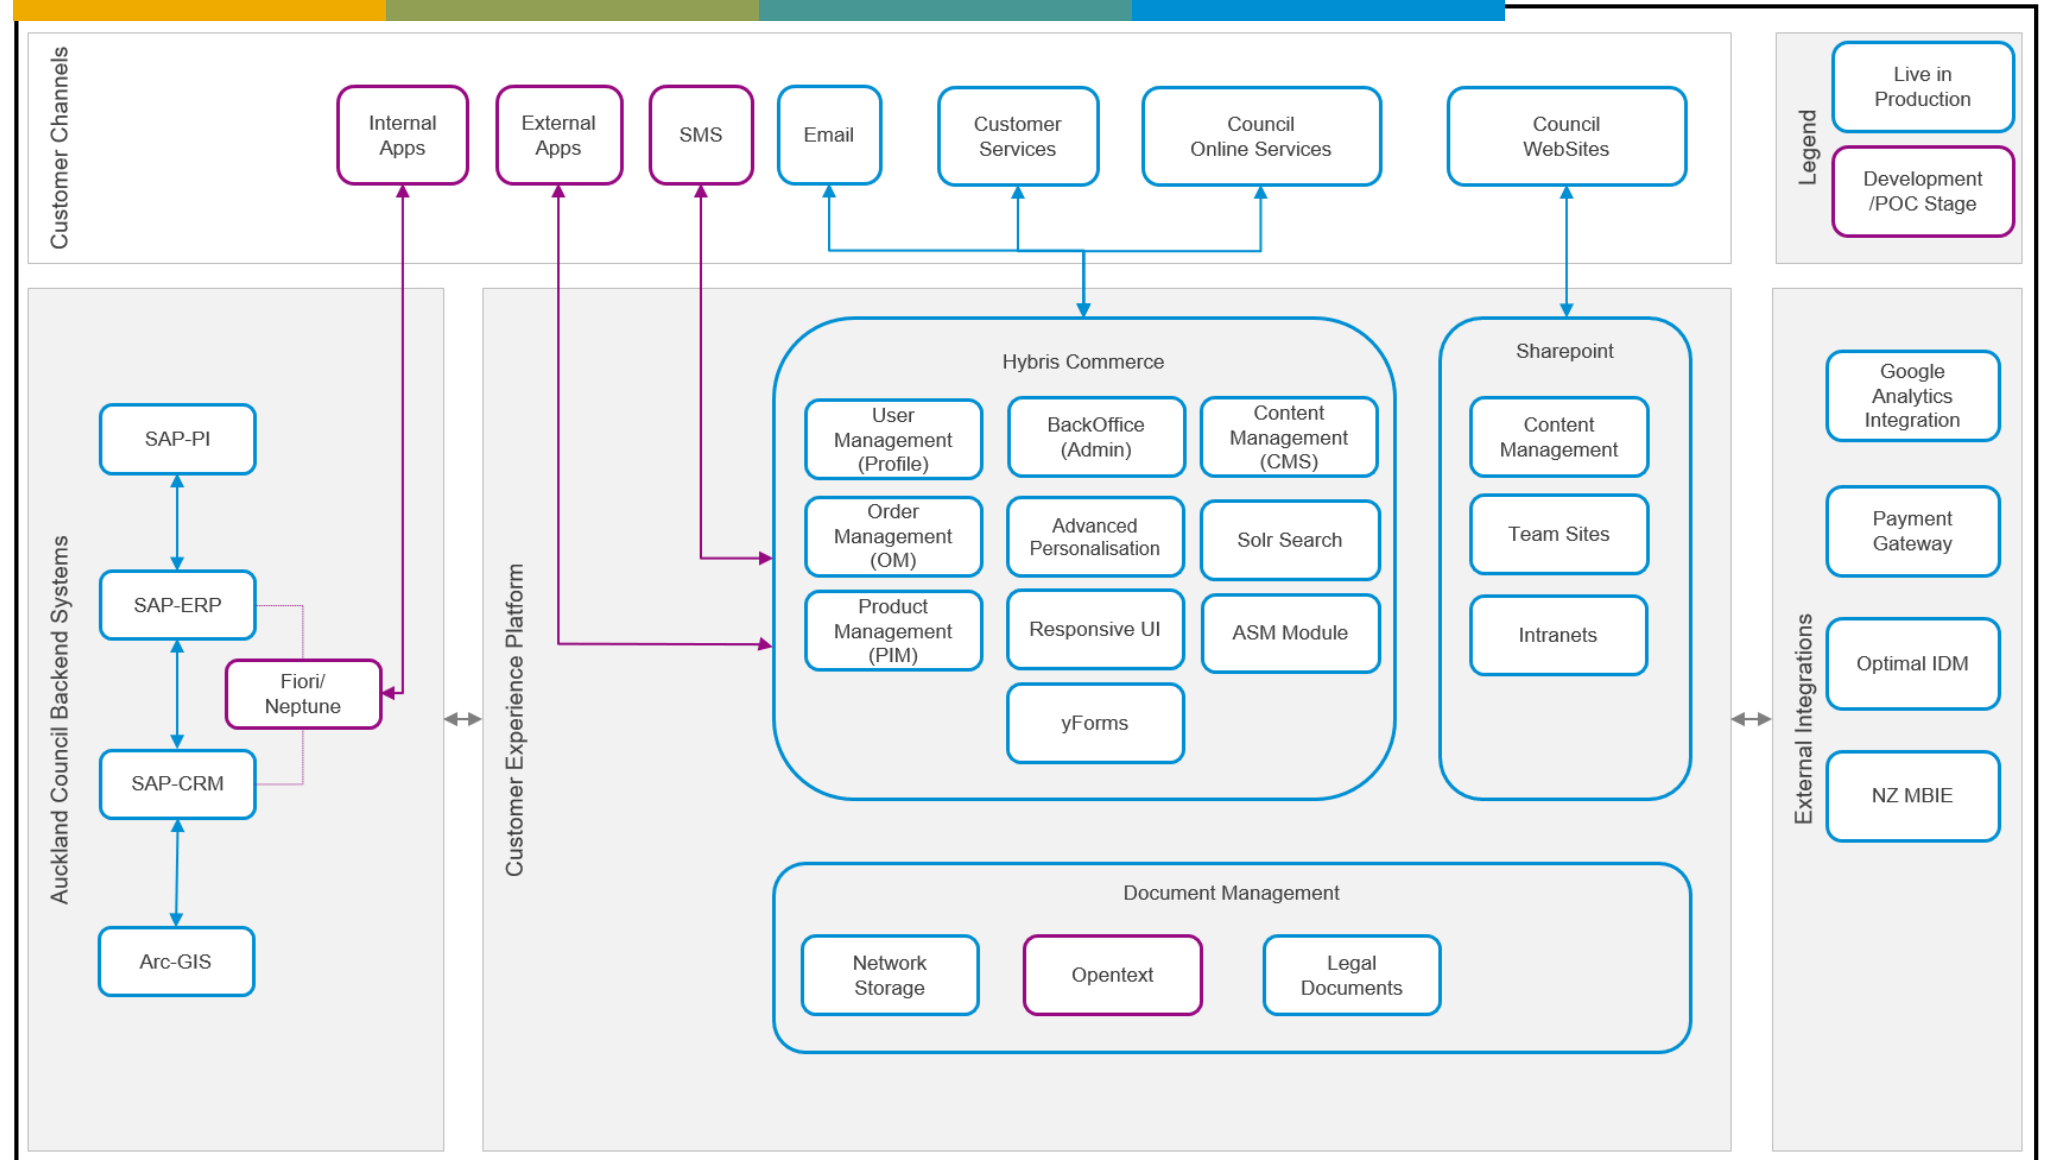 Customer Channels
Internal
Apps
External
Apps
SMS
Email
Customer
Services
Council
Online Services
Council
WebSites
Legend
Live in
Production
Development
/POC Stage
Auckland Council Backend Systems
SAP-PI
SAP-ERP
Fiori/
Neptune
SAP-CRM
Arc-GIS
Customer Experience Platform
Hybris Commerce
User
Management
(Profile)
BackOffice
(Admin)
Content
Management
(CMS)
Order
Management
(OM)
Advanced
Personalisation
Solr Search
Product
Management
(PIM)
Responsive UI
ASM Module
yForms
Sharepoint
Content
Management
Team Sites
Intranets
Document Management
Network
Storage
Opentext
Legal
Documents
External Integrations
Google
Analytics
Integration
Payment
Gateway
Optimal IDM
NZ MBIE